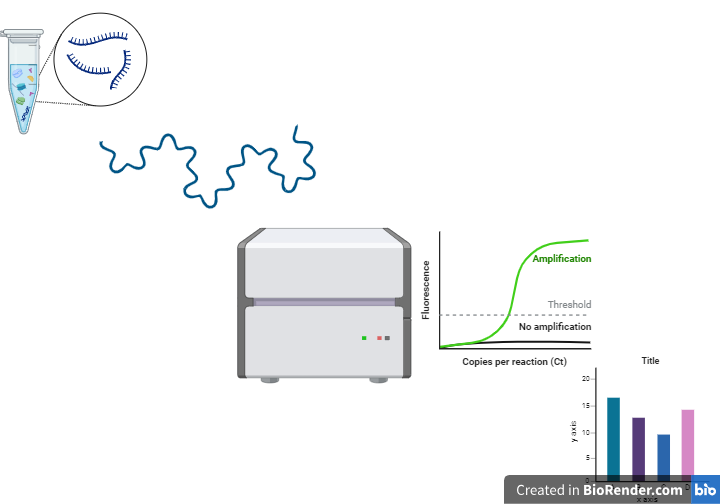 Fluorescence
Amplification
Threshold
No amplification
Copies per reaction (Ct)
Title
20
15
10
5
y axis
x axis
Created in BioRender.com bio